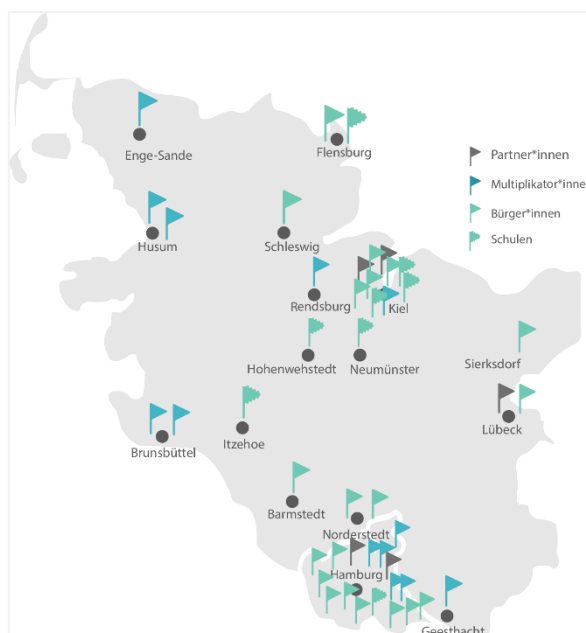 Enge-Sande
Flensburg
Partner*innen
Multiplikator*inne
Bürger*innen
Schulen
Husum
Schleswig
Rendsburg
Kiel
Hohenwehstedt
Neumünster
Sierksdorf
Lübeck
Itzehoe
Brunsbüttel
Barmstedt
Norderstedt
Hamburg
Geesthacht